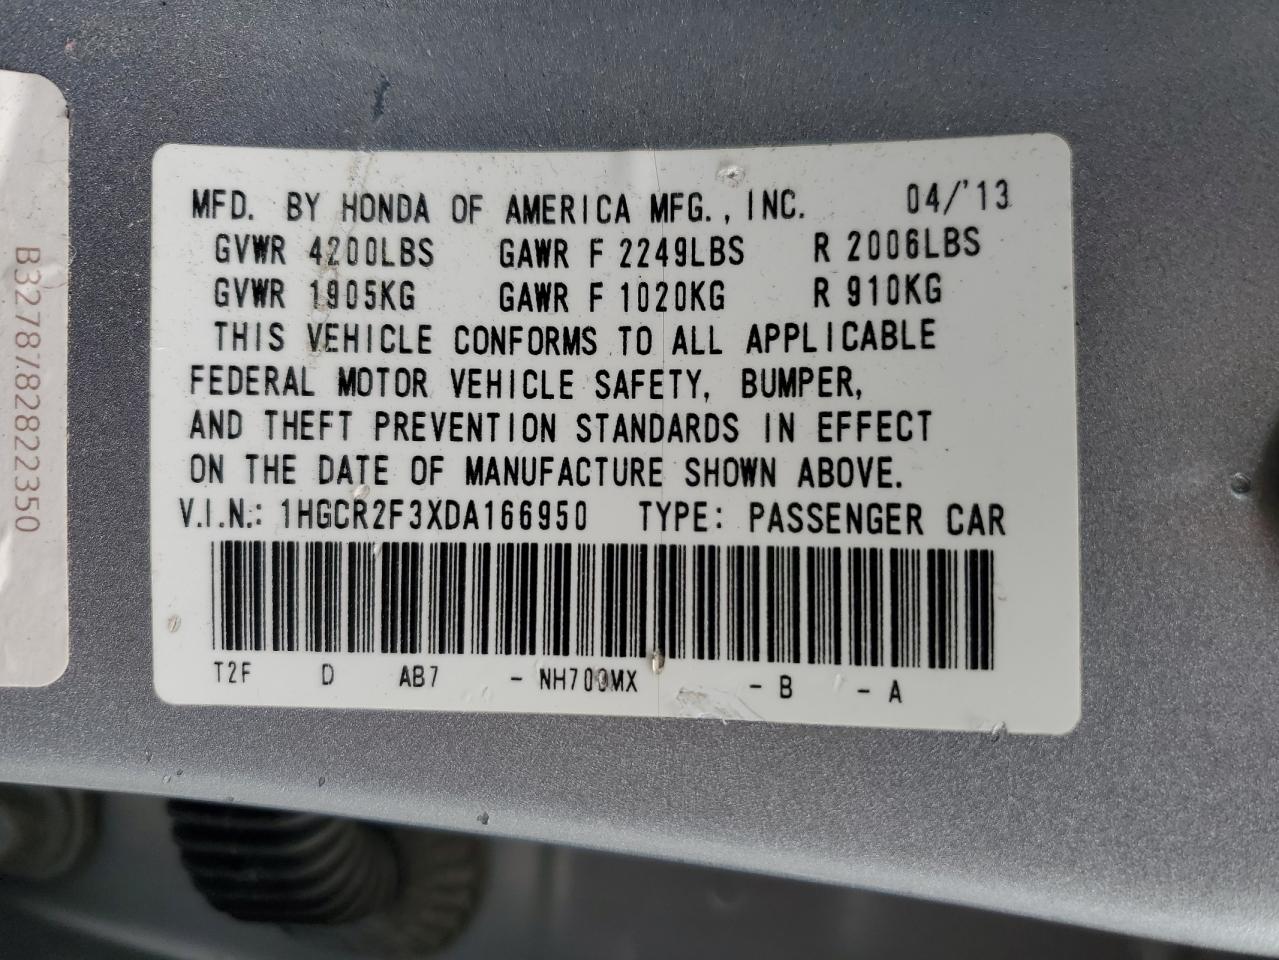 MFD. BY HONDA OF AMERICA MFG., INC. 04/'13
GVWR 4200LBS GAWR F 2249LBS R 2006LBS
GVWR 1905KG GAWR F 1020KG R 910KG
THIS VEHICLE CONFORMS TO ALL APPLICABLE
FEDERAL MOTOR VEHICLE SAFETY, BUMPER,
AND THEFT PREVENTION STANDARDS IN EFFECT
ON THE DATE OF MANUFACTURE SHOWN ABOVE.
V.I.N.: 1HGCR2F3XDA166950 TYPE: PASSENGER CAR
T2F D AB7 - NH700MX - B - A
B3278782822350